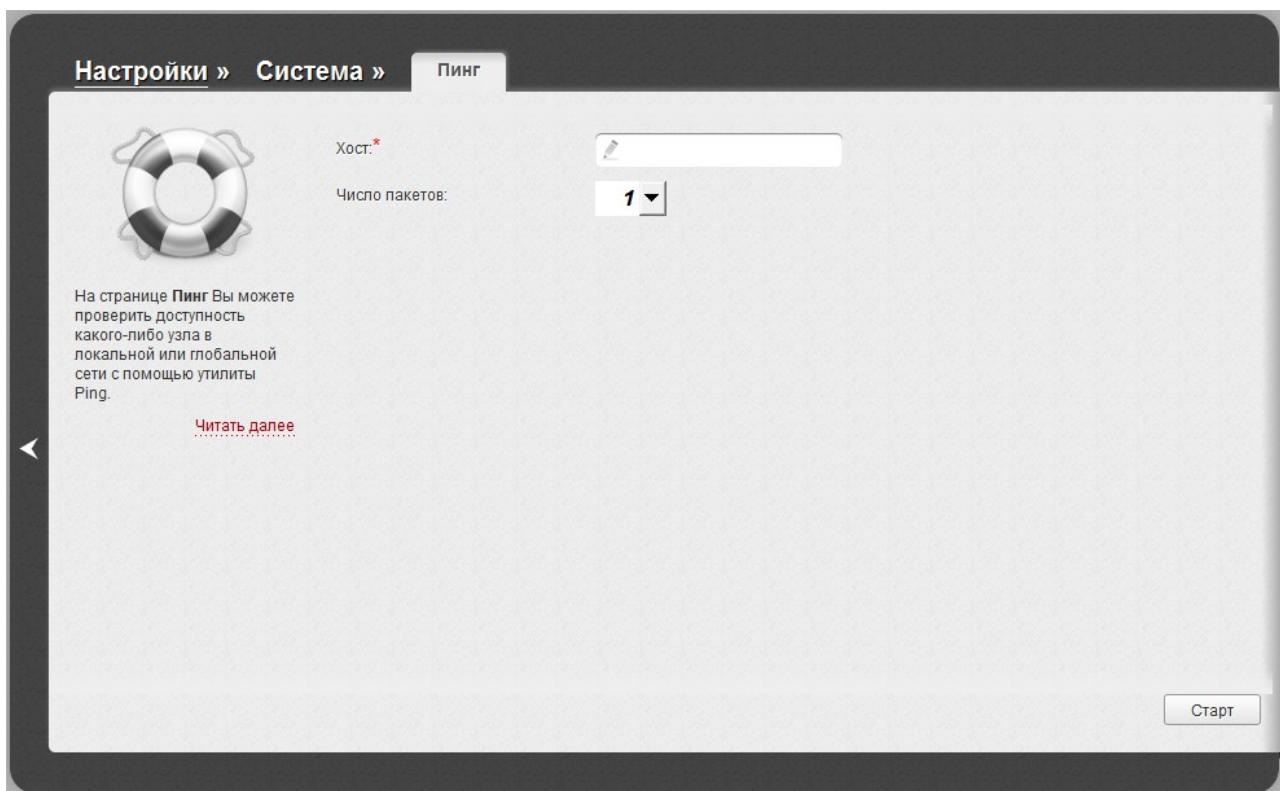 Настройки » Система » Пинг
Хост:*
Число пакетов: 1
На странице Пинг Вы можете
проверить доступность
какого-либо узла в
локальной или глобальной
сети с помощью утилиты
Ping.
Читать далее
Старт